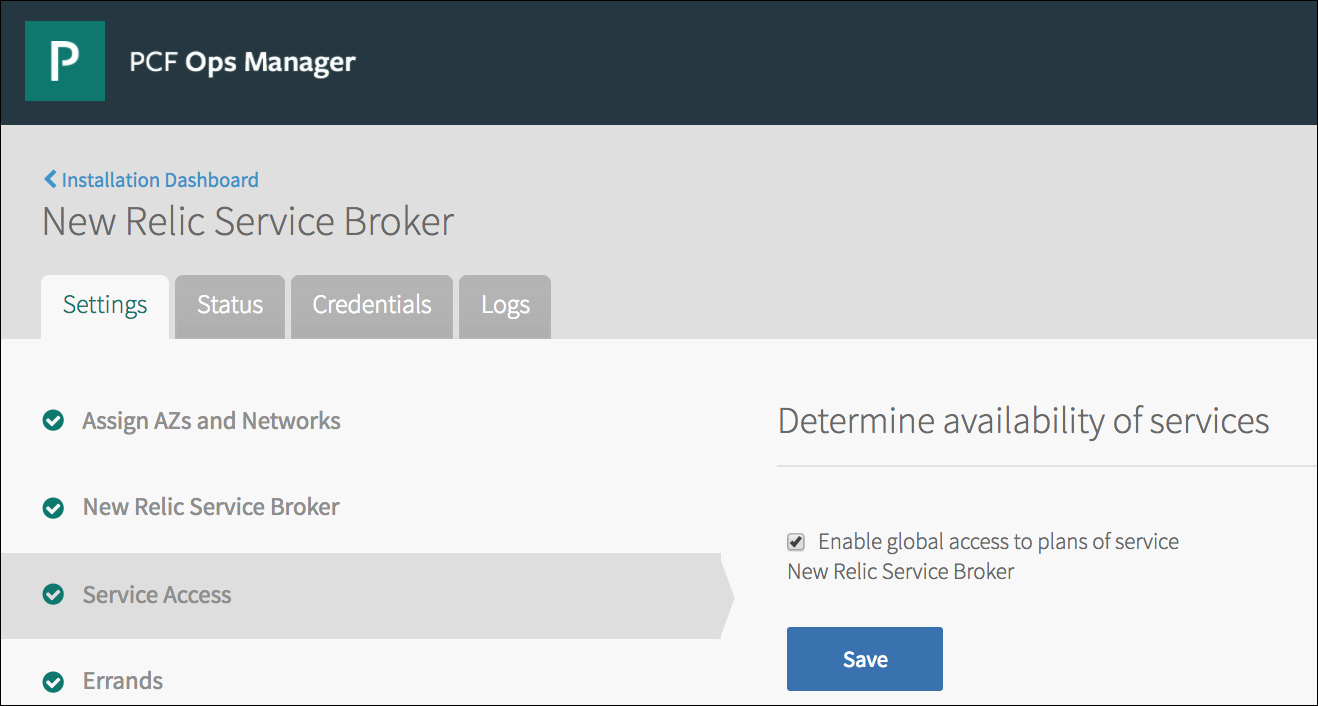 P
PCF Ops Manager
Installation Dashboard
New Relic Service Broker
Settings
Status
Credentials
Logs
Assign AZs and Networks
New Relic Service Broker
Service Access
Errands
Determine availability of services
Enable global access to plans of service
New Relic Service Broker
Save